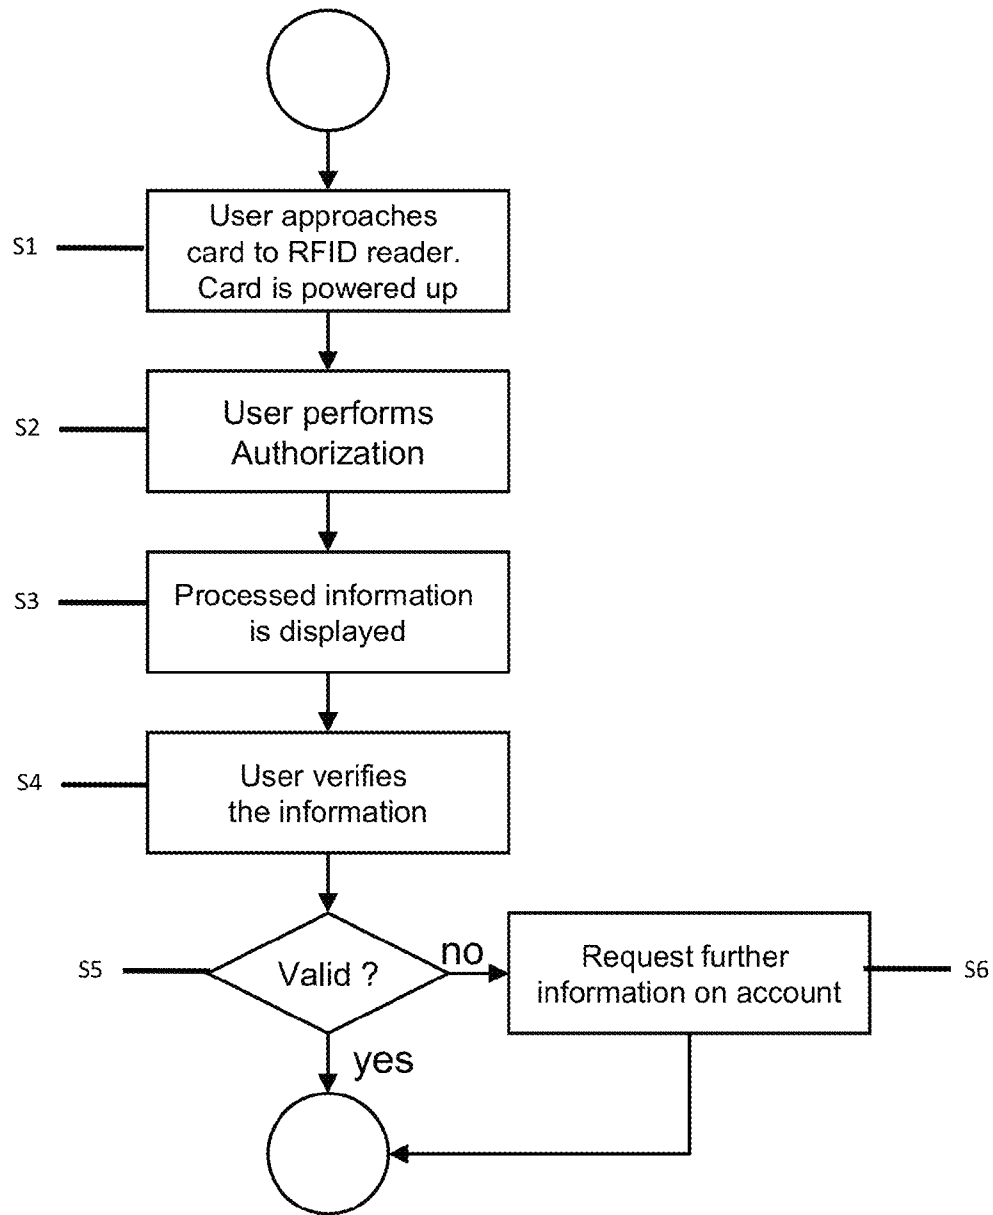 S1
User approaches
card to RFID reader.
Card is powered up
S2
User performs
Authorization
S3
Processed information
is displayed
S4
User verifies
the information
S5
Valid ?
no
Request further
information on account
S6
yes